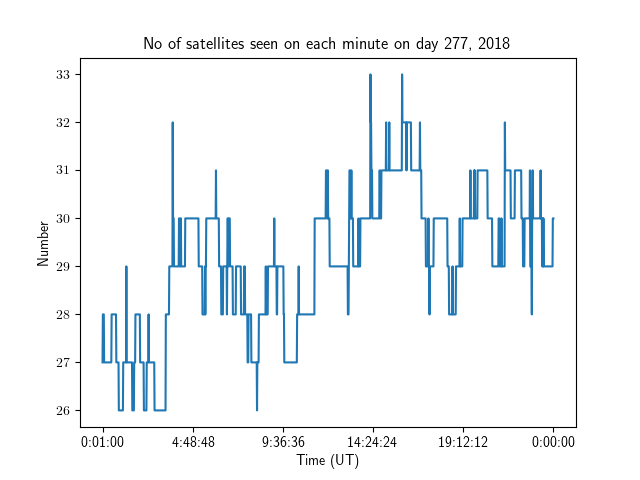 No of satellites seen on each minute on day 277, 2018
33
32
31
30
29
28
27
26
Number
0:01:00 4:48:48 9:36:36 14:24:24 19:12:12 0:00:00
Time (UT)